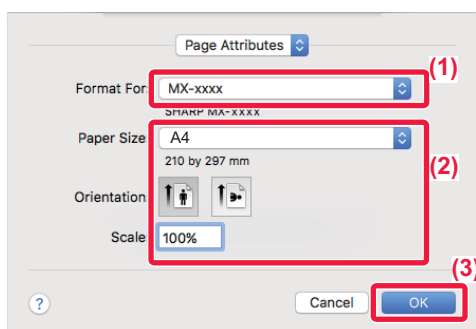 Page Attributes
(1)
Format For: MX-xxxx
SHARP MX-xxxx
Paper Size: A4
210 by 297 mm
(2)
Orientation:
Scale: 100%
(3)
? Cancel OK